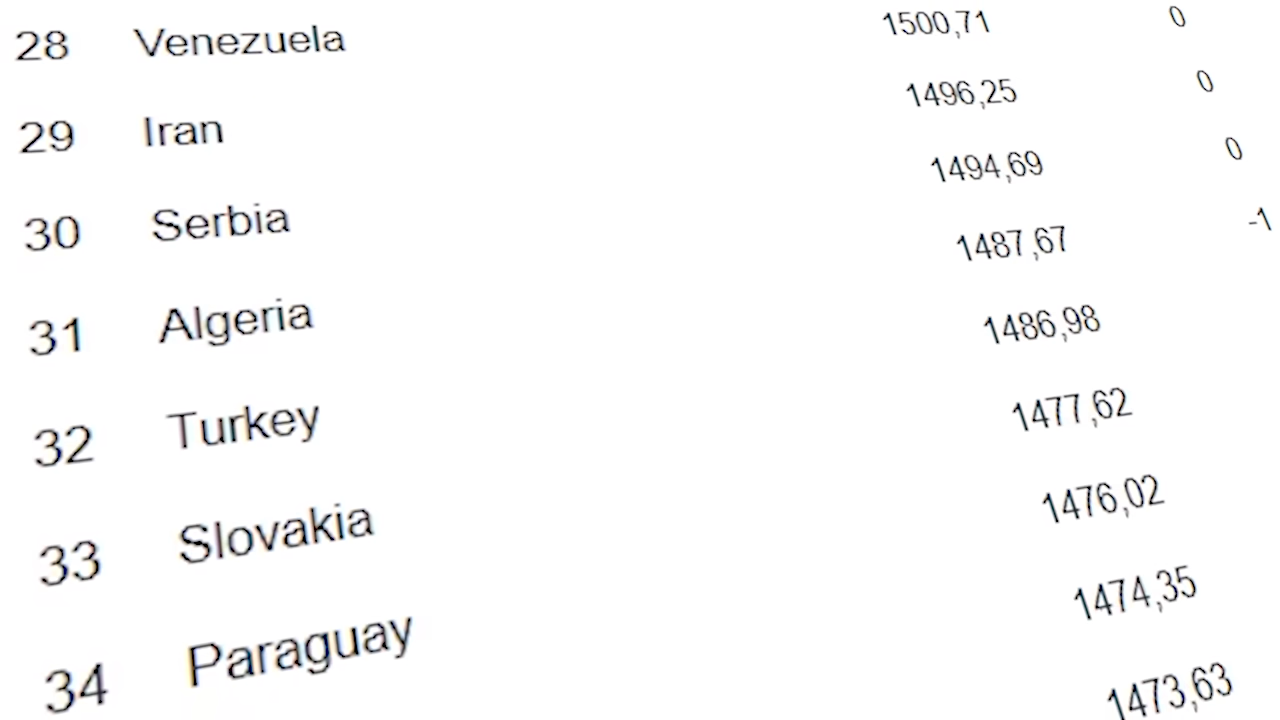 28 Venezuela 1500,71 0
29 Iran 1496,25 0
30 Serbia 1494,69 0
31 Algeria 1487,67 -1
32 Turkey 1486,98
33 Slovakia 1477,62
34 Paraguay 1476,02
1474,35
1473,63